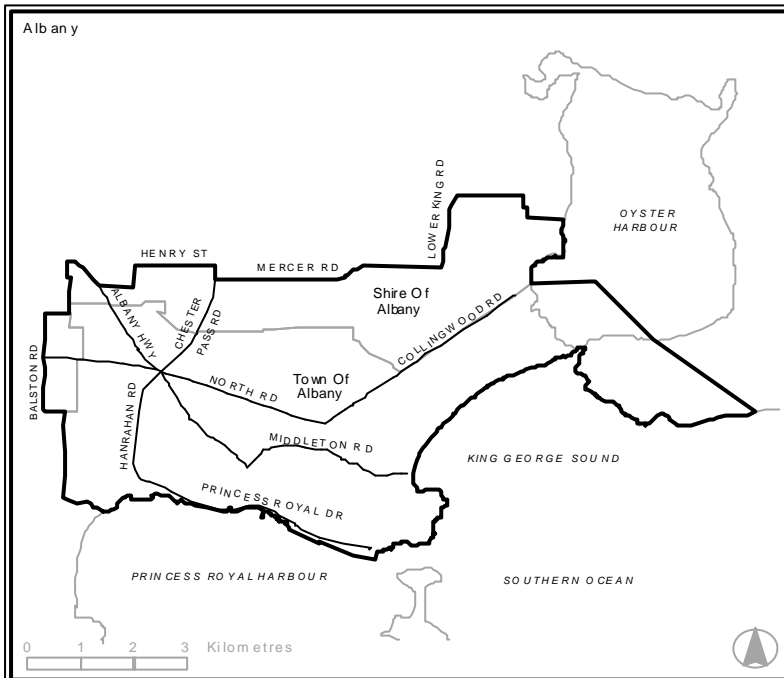 Albany
LOWER KING RD
OYSTER
HARBOUR
HENRY ST
MERCER RD
ALBANY HWY
CHESTER
PASS RD
Shire Of
Albany
COLLINGWOOD RD
BALSTON RD
HANRAHAN RD
NORTH RD
Town Of
Albany
MIDDLETON RD
KING GEORGE SOUND
PRINCESS ROYAL DR
PRINCESS ROYAL HARBOUR
SOUTHERN OCEAN
0 1 2 3 Kilometres